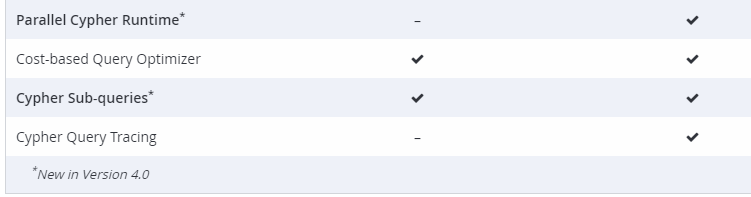 Parallel Cypher Runtime* – ✔
Cost-based Query Optimizer ✔ ✔
Cypher Sub-queries* ✔ ✔
Cypher Query Tracing – ✔
*New in Version 4.0